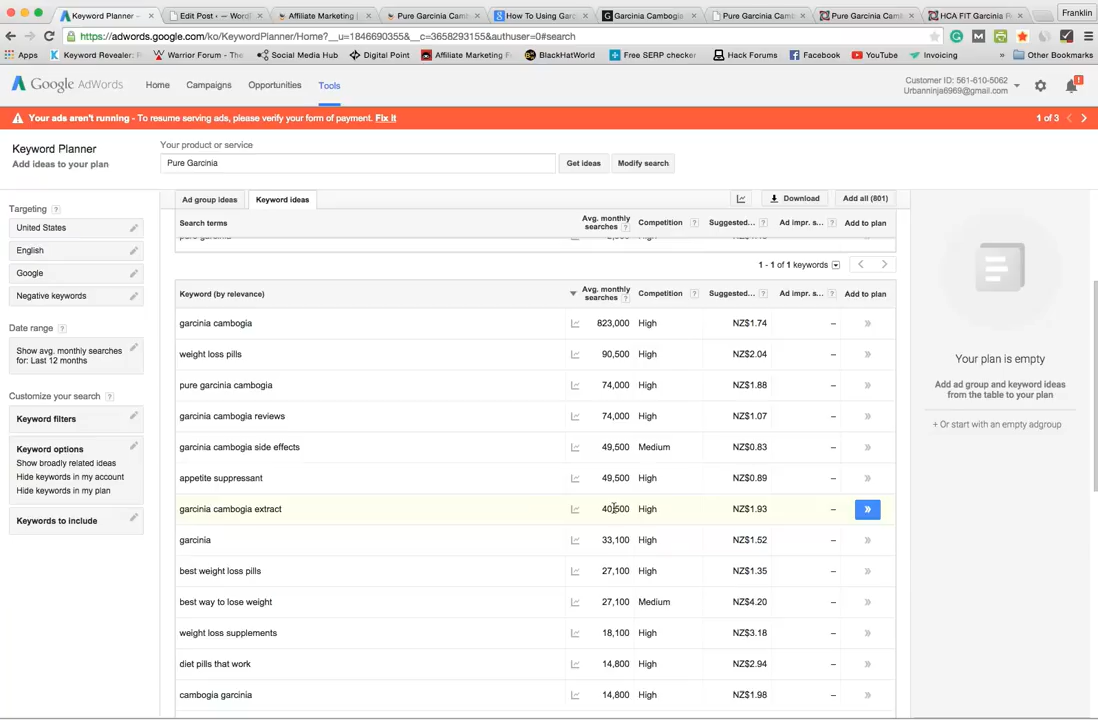 Keyword Planner
Edit Post ‹ — WordP
Affiliate Marketing |
Pure Garcinia Cam
How To Using Garc
Garcinia Cambogia
Pure Garcinia Cam
Pure Garcinia Cam
HCA FIT Garcinia F
Franklin
https://adwords.google.com/ko/KeywordPlanner/Home?__u=1846690355&__c=3658293155&authuser=0#search
Apps
Keyword Revealer:
Warrior Forum - The
Social Media Hub
Digital Point
Affiliate Marketing F
BlackHatWorld
Free SERP checker
Hack Forums
Facebook
YouTube
Invoicing
»
Other Bookmarks
Google AdWords
Home
Campaigns
Opportunities
Tools
Customer ID: 561-610-5062
Urbanninja6969@gmail.com
Your ads aren't running - To resume serving ads, please verify your form of payment. Fix it
1 of 3
Keyword Planner
Add ideas to your plan
Your product or service
Pure Garcinia
Get ideas
Modify search
Targeting ?
United States
English
Google
Negative keywords
Date range ?
Show avg. monthly searches
for: Last 12 months
Customize your search ?
Keyword filters
Keyword options
Show broadly related ideas
Hide keywords in my account
Hide keywords in my plan
Keywords to include
Ad group ideas
Keyword ideas
Download
Add all (801)
Search terms
Avg. monthly searches ?
Competition ?
Suggested... ?
Ad impr. s... ?
Add to plan
1 - 1 of 1 keywords
Keyword (by relevance)
Avg. monthly searches ?
Competition ?
Suggested... ?
Ad impr. s... ?
Add to plan
garcinia cambogia 823,000 High NZ$1.74 – »
weight loss pills 90,500 High NZ$2.04 – »
pure garcinia cambogia 74,000 High NZ$1.88 – »
garcinia cambogia reviews 74,000 High NZ$1.07 – »
garcinia cambogia side effects 49,500 Medium NZ$0.83 – »
appetite suppressant 49,500 High NZ$0.89 – »
garcinia cambogia extract 40,500 High NZ$1.93 – »
garcinia 33,100 High NZ$1.52 – »
best weight loss pills 27,100 High NZ$1.35 – »
best way to lose weight 27,100 Medium NZ$4.20 – »
weight loss supplements 18,100 High NZ$3.18 – »
diet pills that work 14,800 High NZ$2.94 – »
cambogia garcinia 14,800 High NZ$1.98 – »
Your plan is empty
Add ad group and keyword ideas
from the table to your plan
+ Or start with an empty adgroup